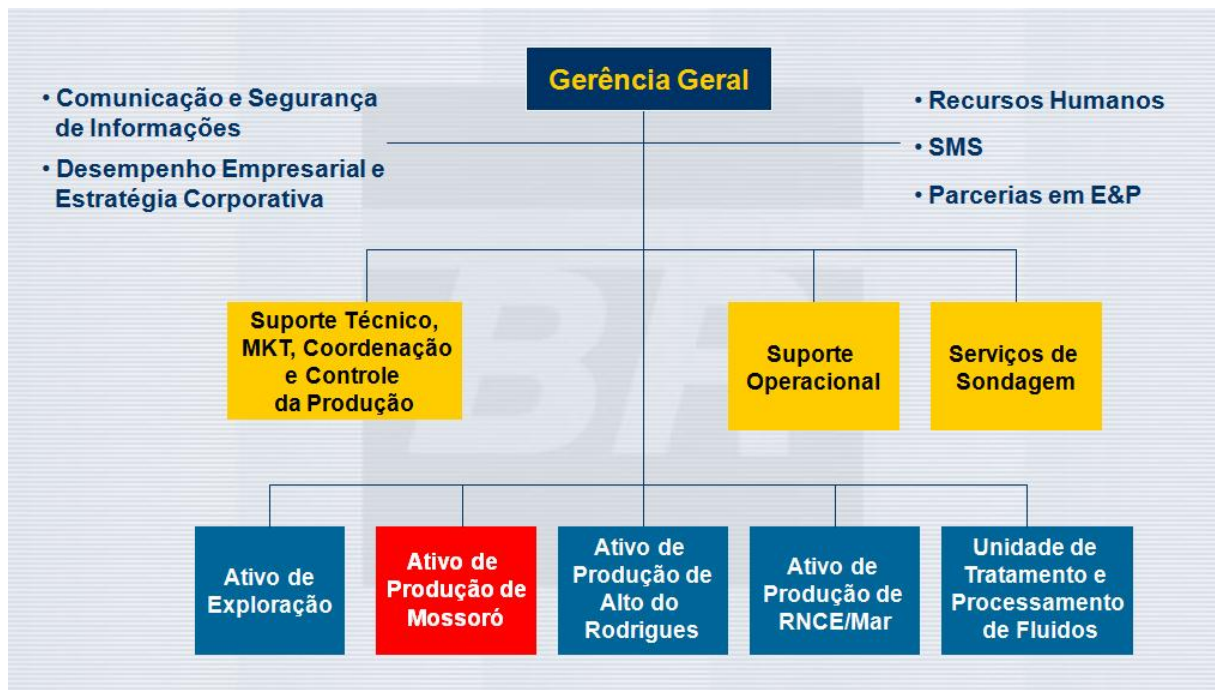 Gerência Geral
• Comunicação e Segurança
de Informações
• Desempenho Empresarial e
Estratégia Corporativa
• Recursos Humanos
• SMS
• Parcerias em E&P
Suporte Técnico,
MKT, Coordenação
e Controle
da Produção
Suporte
Operacional
Serviços de
Sondagem
Ativo de
Exploração
Ativo de
Produção de
Mossoró
Ativo de
Produção de
Alto do
Rodrigues
Ativo de
Produção de
RNCE/Mar
Unidade de
Tratamento e
Processamento
de Fluidos
BR